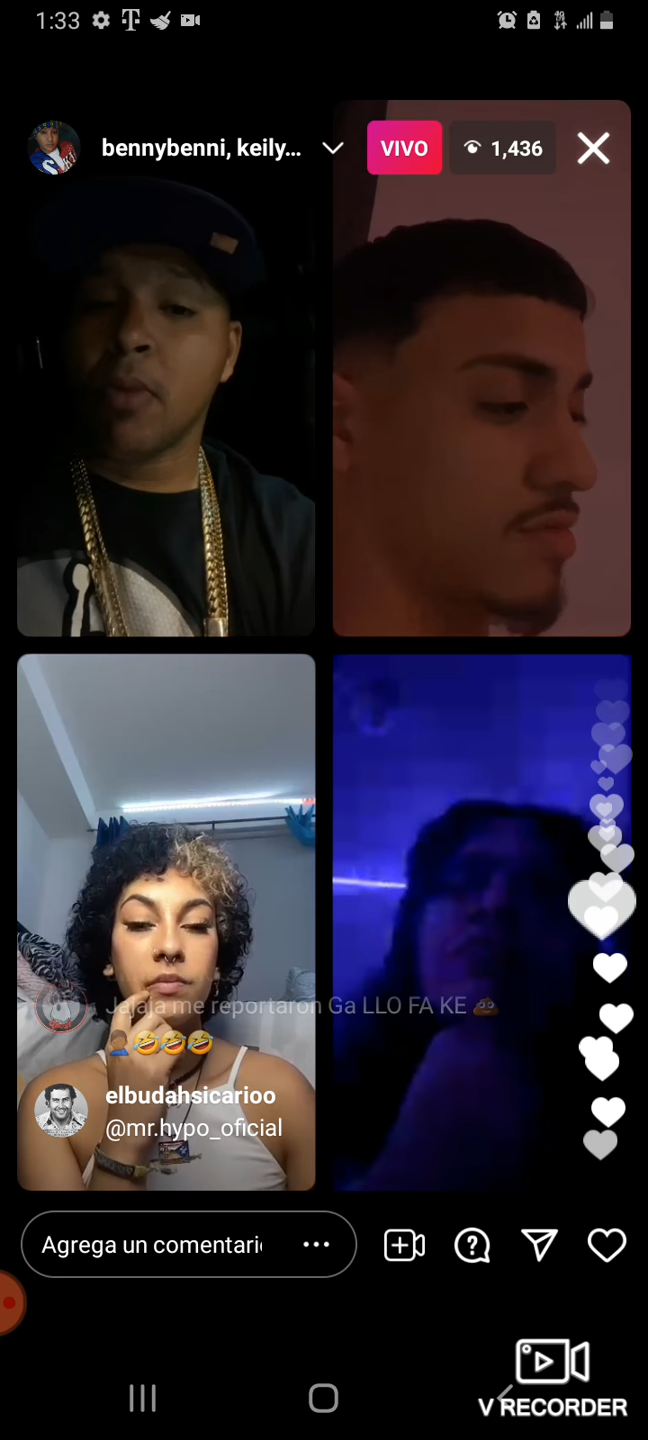 1:33
bennybenni, keily...
VIVO
1,436
Jajaja me reportaron Ga LLO FA KE 💩
🤣🤣🤣
elbudahsicarioo
@mr.hypo_oficial
Agrega un comentari
V RECORDER